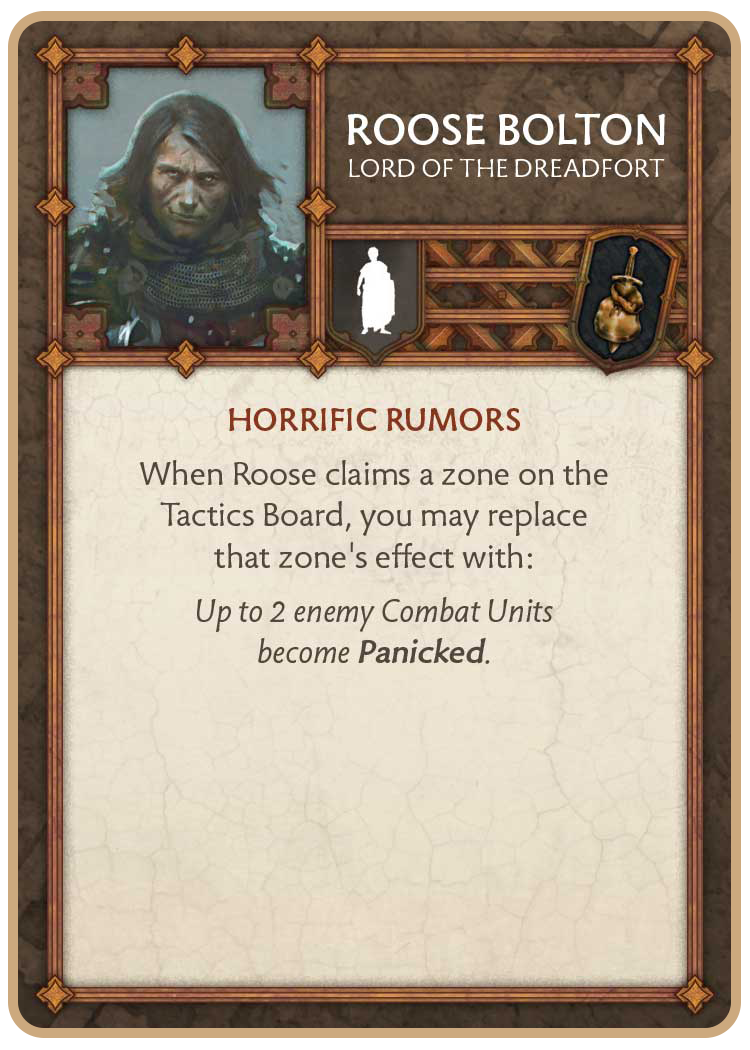 ROOSE BOLTON
LORD OF THE DREADFORT
HORRIFIC RUMORS
When Roose claims a zone on the
Tactics Board, you may replace
that zone's effect with:
Up to 2 enemy Combat Units
become Panicked.